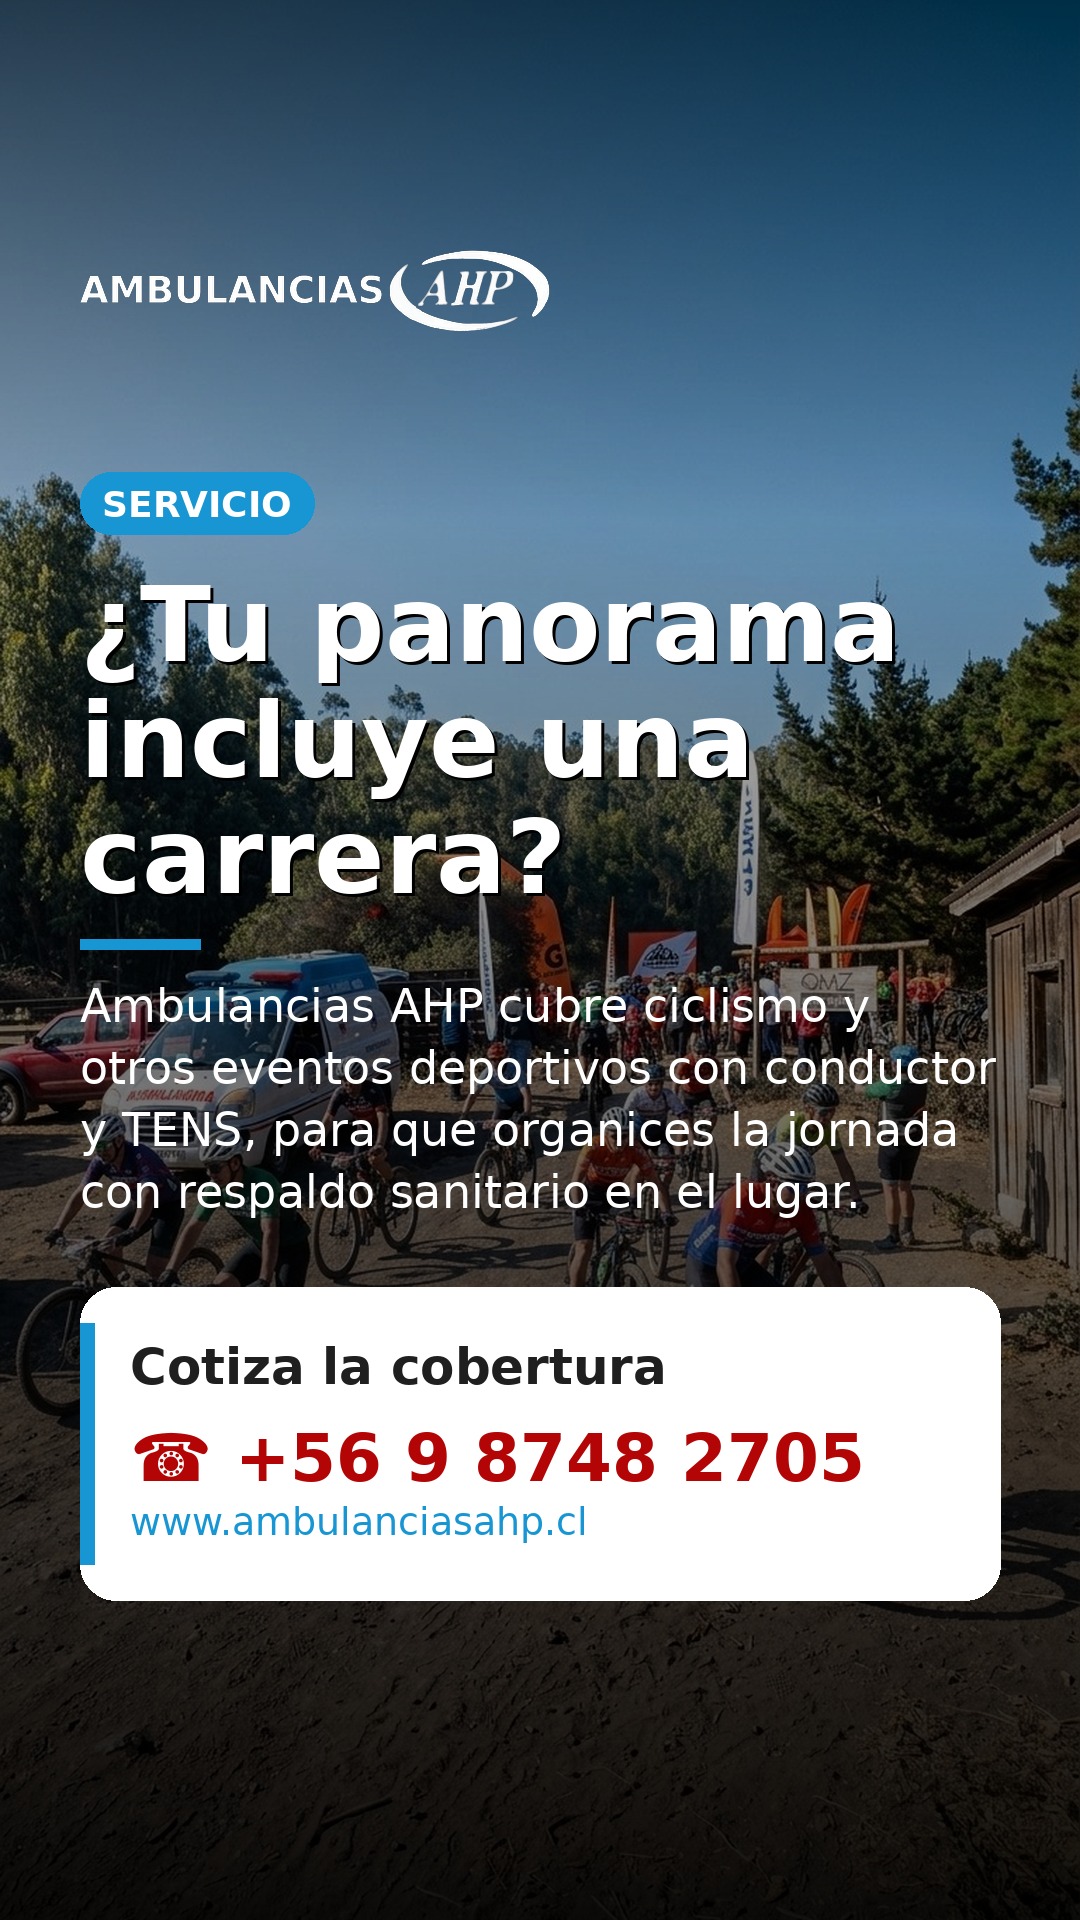 AMBULANCIAS AHP
SERVICIO
¿Tu panorama
incluye una
carrera?
Ambulancias AHP cubre ciclismo y
otros eventos deportivos con conductor
y TENS, para que organices la jornada
con respaldo sanitario en el lugar.
Cotiza la cobertura
☎ +56 9 8748 2705
www.ambulanciasahp.cl
QMZ